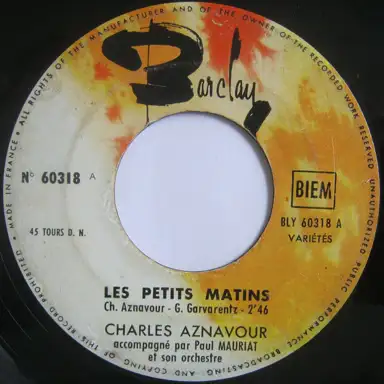 Barclay
Nº 60318 A
BIEM
BLY 60318 A
VARIÉTÉS
45 TOURS D. N.
LES PETITS MATINS
Ch. Aznavour - G. Garvarentz - 2'46
CHARLES AZNAVOUR
accompagné par Paul MAURIAT
et son orchestre
MADE IN FRANCE • ALL RIGHTS OF THE MANUFACTURER AND OF THE OWNER OF THE RECORDED WORK RESERVED • UNAUTHORIZED PUBLIC PERFORMANCE BROADCASTING AND COPYING OF THIS RECORD PROHIBITED •